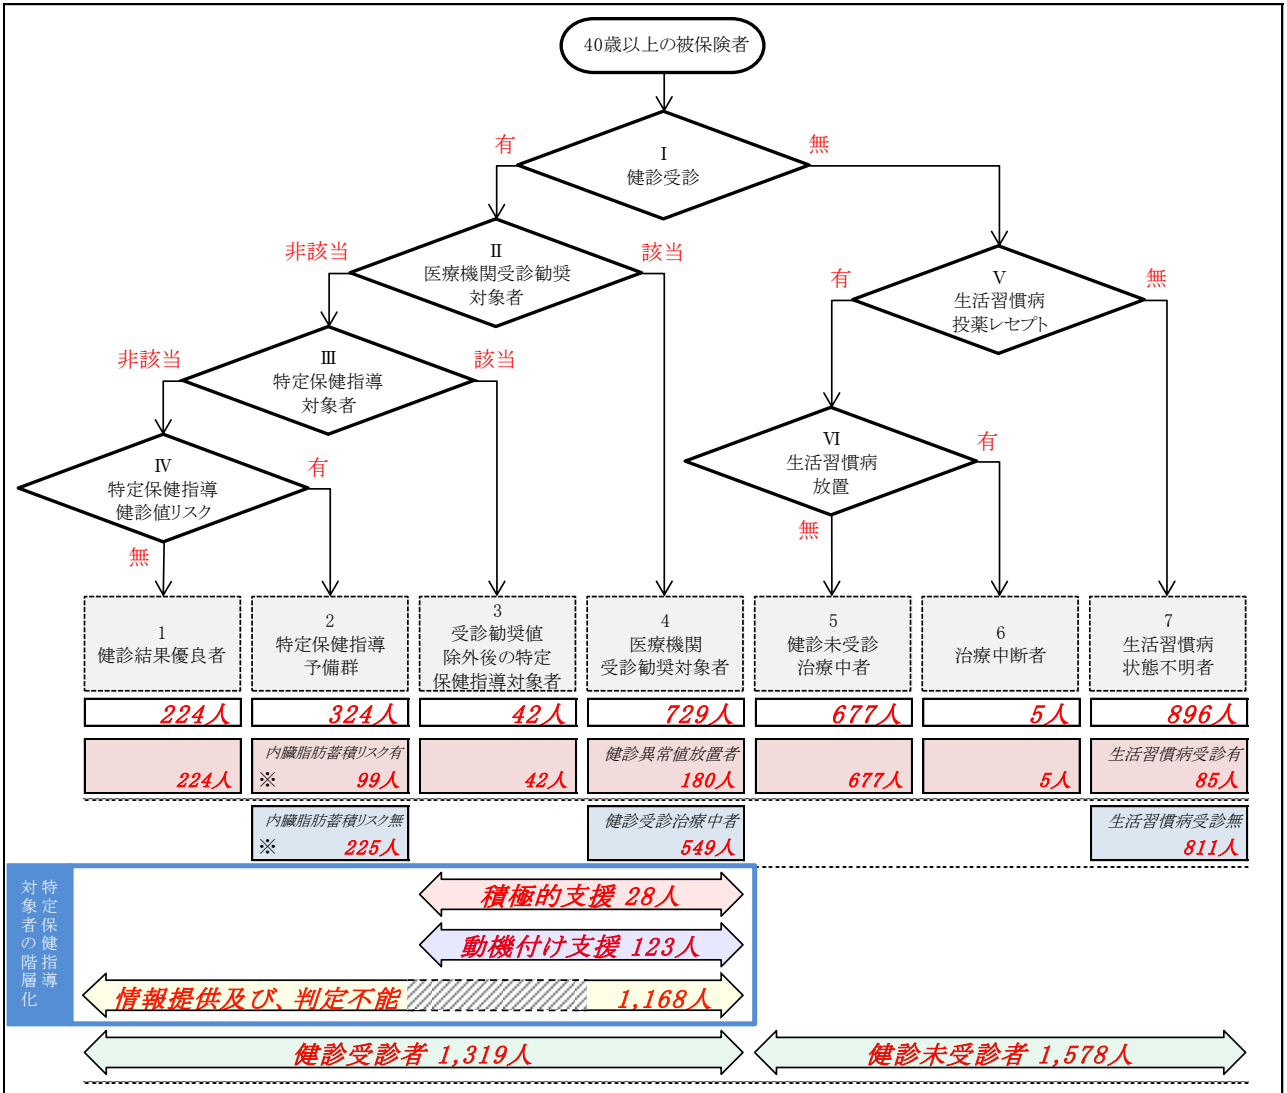 40歳以上の被保険者
有
Ⅰ
健診受診
無
非該当
Ⅱ
医療機関受診勧奨
対象者
該当
有
Ⅴ
生活習慣病
投薬レセプト
無
非該当
Ⅲ
特定保健指導
対象者
該当
Ⅳ
特定保健指導
健診値リスク
有
無
Ⅵ
生活習慣病
放置
有
無
1
健診結果優良者
2
特定保健指導
予備群
3
受診勧奨値
除外後の特定
保健指導対象者
4
医療機関
受診勧奨対象者
5
健診未受診
治療中者
6
治療中断者
7
生活習慣病
状態不明者
224人
324人
42人
729人
677人
5人
896人
224人
内臓脂肪蓄積リスク有
※ 99人
42人
健診異常値放置者
180人
677人
5人
生活習慣病受診有
85人
内臓脂肪蓄積リスク無
※ 225人
健診受診治療中者
549人
生活習慣病受診無
811人
特定保健指導
対象者の階層化
積極的支援 28人
動機付け支援 123人
情報提供及び、判定不能 1,168人
健診受診者 1,319人
健診未受診者 1,578人